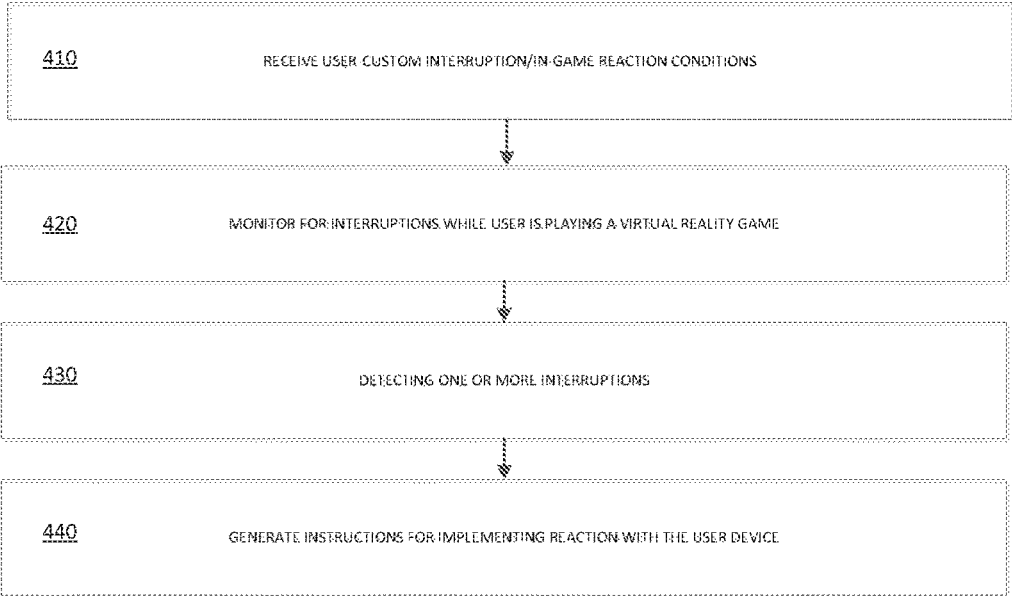 410
RECEIVE USER CUSTOM INTERRUPTION/IN-GAME REACTION CONDITIONS
420
MONITOR FOR INTERRUPTIONS WHILE USER IS PLAYING A VIRTUAL REALITY GAME
430
DETECTING ONE OR MORE INTERRUPTIONS
440
GENERATE INSTRUCTIONS FOR IMPLEMENTING REACTION WITH THE USER DEVICE